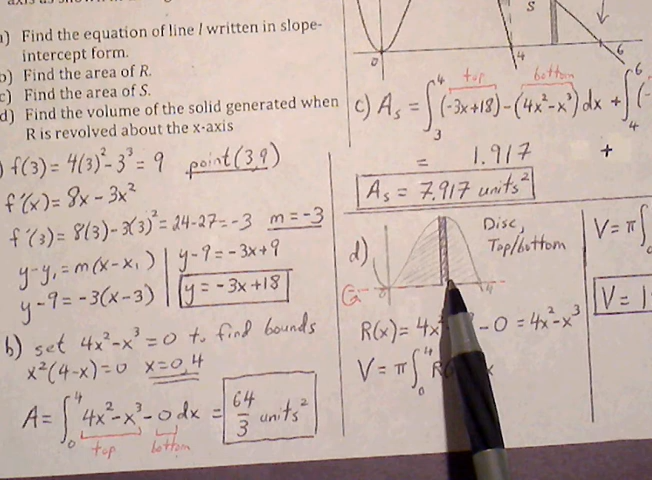 a) Find the equation of line l written in slope-
intercept form.
b) Find the area of R.
c) Find the area of S.
d) Find the volume of the solid generated when
R is revolved about the x-axis
f(3) = 4(3)²-3³ = 9 point (3,9)
f'(x) = 8x - 3x²
f'(3) = 8(3)-3(3)² = 24-27 = -3 m = -3
y-y₁ = m(x-x₁)
y-9 = -3(x-3)
y-9 = -3x+9
y = -3x+18
b) set 4x²-x³ = 0 to find bounds
x²(4-x) = 0 x = 0, 4
A = ∫₀⁴ 4x²-x³ - 0 dx = 64/3 units²
top bottom
S
0 4 6
top bottom
c) A_S = ∫₃⁴ (-3x+18) - (4x²-x³) dx + ∫₄⁶ (-
= 1.917 +
A_S = 7.917 units²
d) Disc,
Top/bottom
0 4
R(x) = 4x² - 0 = 4x²-x³
V = π∫₀⁴ R x
V = π∫₀
V = 1